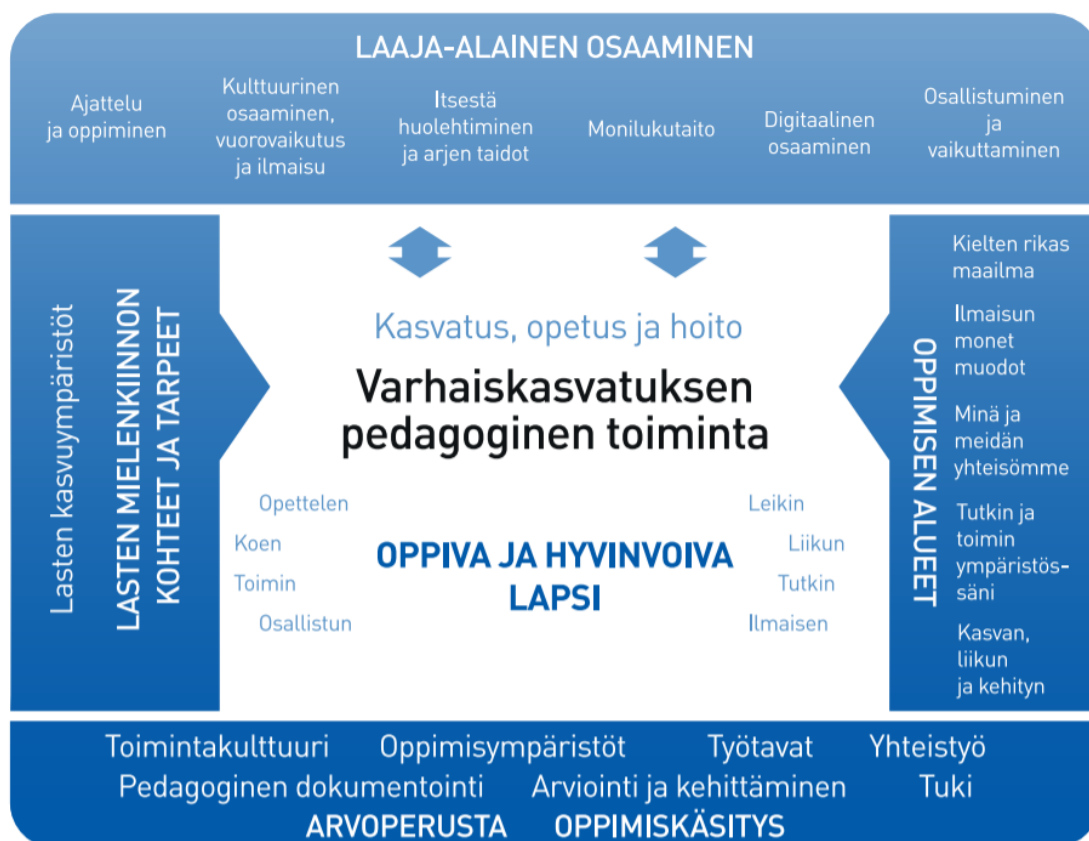 LAAJA-ALAINEN OSAAMINEN
Ajattelu
ja oppiminen
Kulttuurinen
osaaminen,
vuorovaikutus
ja ilmaisu
Itsestä
huolehtiminen
ja arjen taidot
Monilukutaito
Digitaalinen
osaaminen
Osallistuminen
ja
vaikuttaminen
Lasten kasvuympäristöt
LASTEN MIELENKIINNON
KOHTEET JA TARPEET
Kasvatus, opetus ja hoito
Varhaiskasvatuksen
pedagoginen toiminta
Opettelen
Koen
Toimin
Osallistun
OPPIVA JA HYVINVOIVA
LAPSI
Leikin
Liikun
Tutkin
Ilmaisen
OPPIMISEN ALUEET
Kielten rikas
maailma
Ilmaisun
monet
muodot
Minä ja
meidän
yhteisömme
Tutkin ja
toimin
ympäristös-
säni
Kasvan,
liikun
ja kehityn
Toimintakulttuuri Oppimisympäristöt Työtavat Yhteistyö
Pedagoginen dokumentointi Arviointi ja kehittäminen Tuki
ARVOPERUSTA OPPIMISKÄSITYS